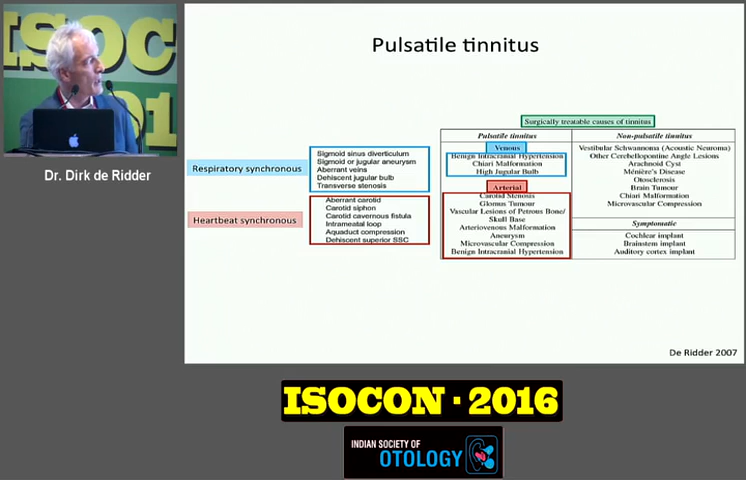 ISOC
16
Dr. Dirk de Ridder
Pulsatile tinnitus
Respiratory synchronous
Heartbeat synchronous
Sigmoid sinus diverticulum
Sigmoid or jugular aneurysm
Aberrant veins
Dehiscent jugular bulb
Transverse stenosis
Aberrant carotid
Carotid siphon
Carotid cavernous fistula
Intrameatal loop
Aquaduct compression
Dehiscent superior SSC
Surgically treatable causes of tinnitus
Pulsatile tinnitus
Venous
Benign Intracranial Hypertension
Chiari Malformation
High Jugular Bulb
Arterial
Carotid Stenosis
Glomus Tumour
Vascular Lesions of Petrous Bone/
Skull Base
Arteriovenous Malformation
Aneurysm
Microvascular Compression
Benign Intracranial Hypertension
Non-pulsatile tinnitus
Vestibular Schwannoma (Acoustic Neuroma)
Other Cerebellopontine Angle Lesions
Arachnoid Cyst
Ménière's Disease
Otosclerosis
Brain Tumour
Chiari Malformation
Microvascular Compression
Symptomatic
Cochlear implant
Brainstem implant
Auditory cortex implant
De Ridder 2007
ISOCON · 2016
INDIAN SOCIETY OF
OTOLOGY